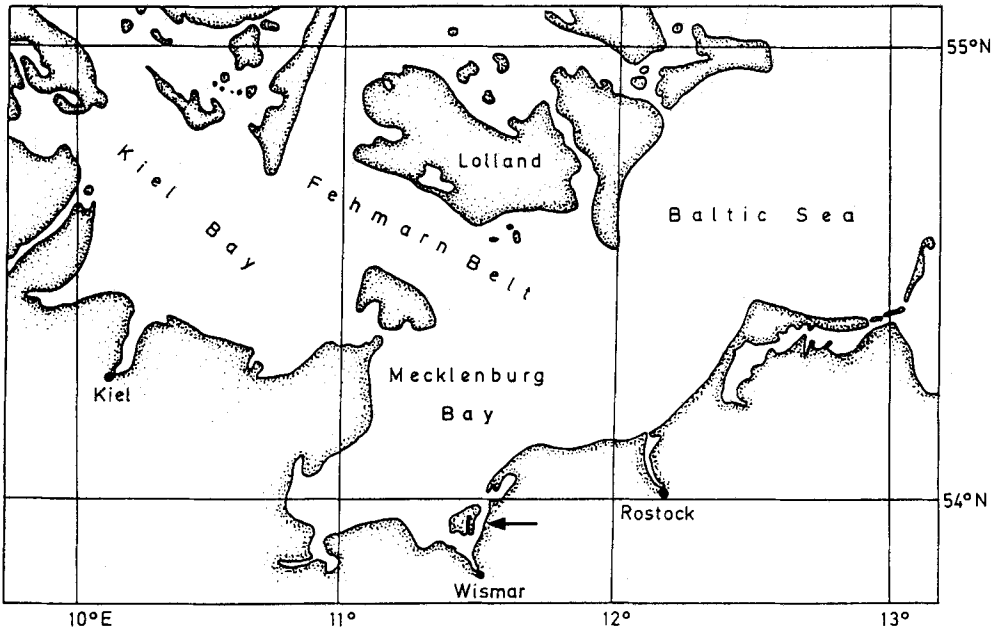 55°N
Kiel Bay
Fehmarn Belt
Lolland
Baltic Sea
Mecklenburg
Bay
Kiel
54°N
Rostock
Wismar
10°E
11°
12°
13°